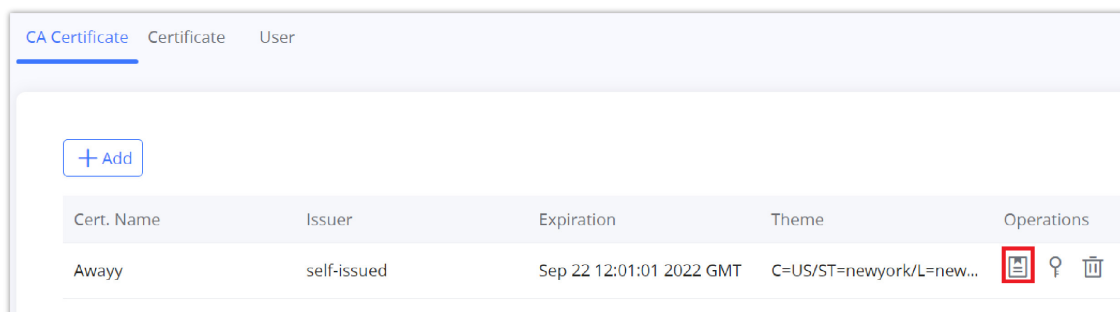 CA Certificate Certificate User
+ Add
Cert. Name Issuer Expiration Theme Operations
Awayy self-issued Sep 22 12:01:01 2022 GMT C=US/ST=newyork/L=new...